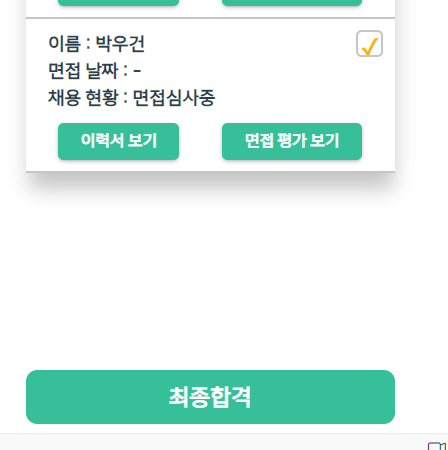 이름 : 박우건
면접 날짜 : -
채용 현황 : 면접심사중
이력서 보기 면접 평가 보기
최종합격